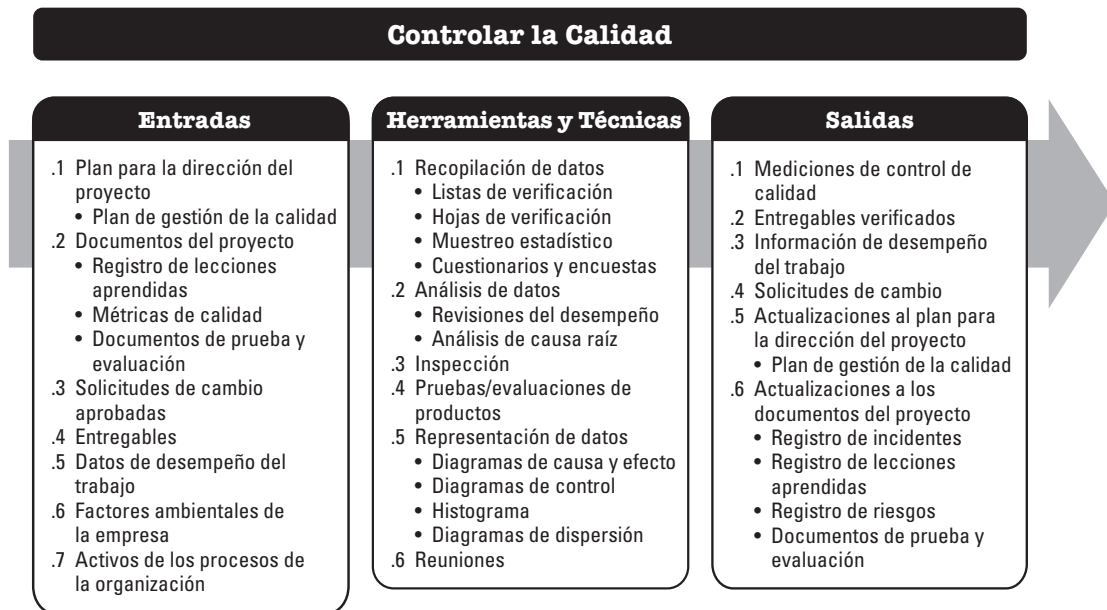 Controlar la Calidad
Entradas
.1 Plan para la dirección del
proyecto
• Plan de gestión de la calidad
.2 Documentos del proyecto
• Registro de lecciones
aprendidas
• Métricas de calidad
• Documentos de prueba y
evaluación
.3 Solicitudes de cambio
aprobadas
.4 Entregables
.5 Datos de desempeño del
trabajo
.6 Factores ambientales de
la empresa
.7 Activos de los procesos de
la organización
Herramientas y Técnicas
.1 Recopilación de datos
• Listas de verificación
• Hojas de verificación
• Muestreo estadístico
• Cuestionarios y encuestas
.2 Análisis de datos
• Revisiones del desempeño
• Análisis de causa raíz
.3 Inspección
.4 Pruebas/evaluaciones de
productos
.5 Representación de datos
• Diagramas de causa y efecto
• Diagramas de control
• Histograma
• Diagramas de dispersión
.6 Reuniones
Salidas
.1 Mediciones de control de
calidad
.2 Entregables verificados
.3 Información de desempeño
del trabajo
.4 Solicitudes de cambio
.5 Actualizaciones al plan para
la dirección del proyecto
• Plan de gestión de la calidad
.6 Actualizaciones a los
documentos del proyecto
• Registro de incidentes
• Registro de lecciones
aprendidas
• Registro de riesgos
• Documentos de prueba y
evaluación